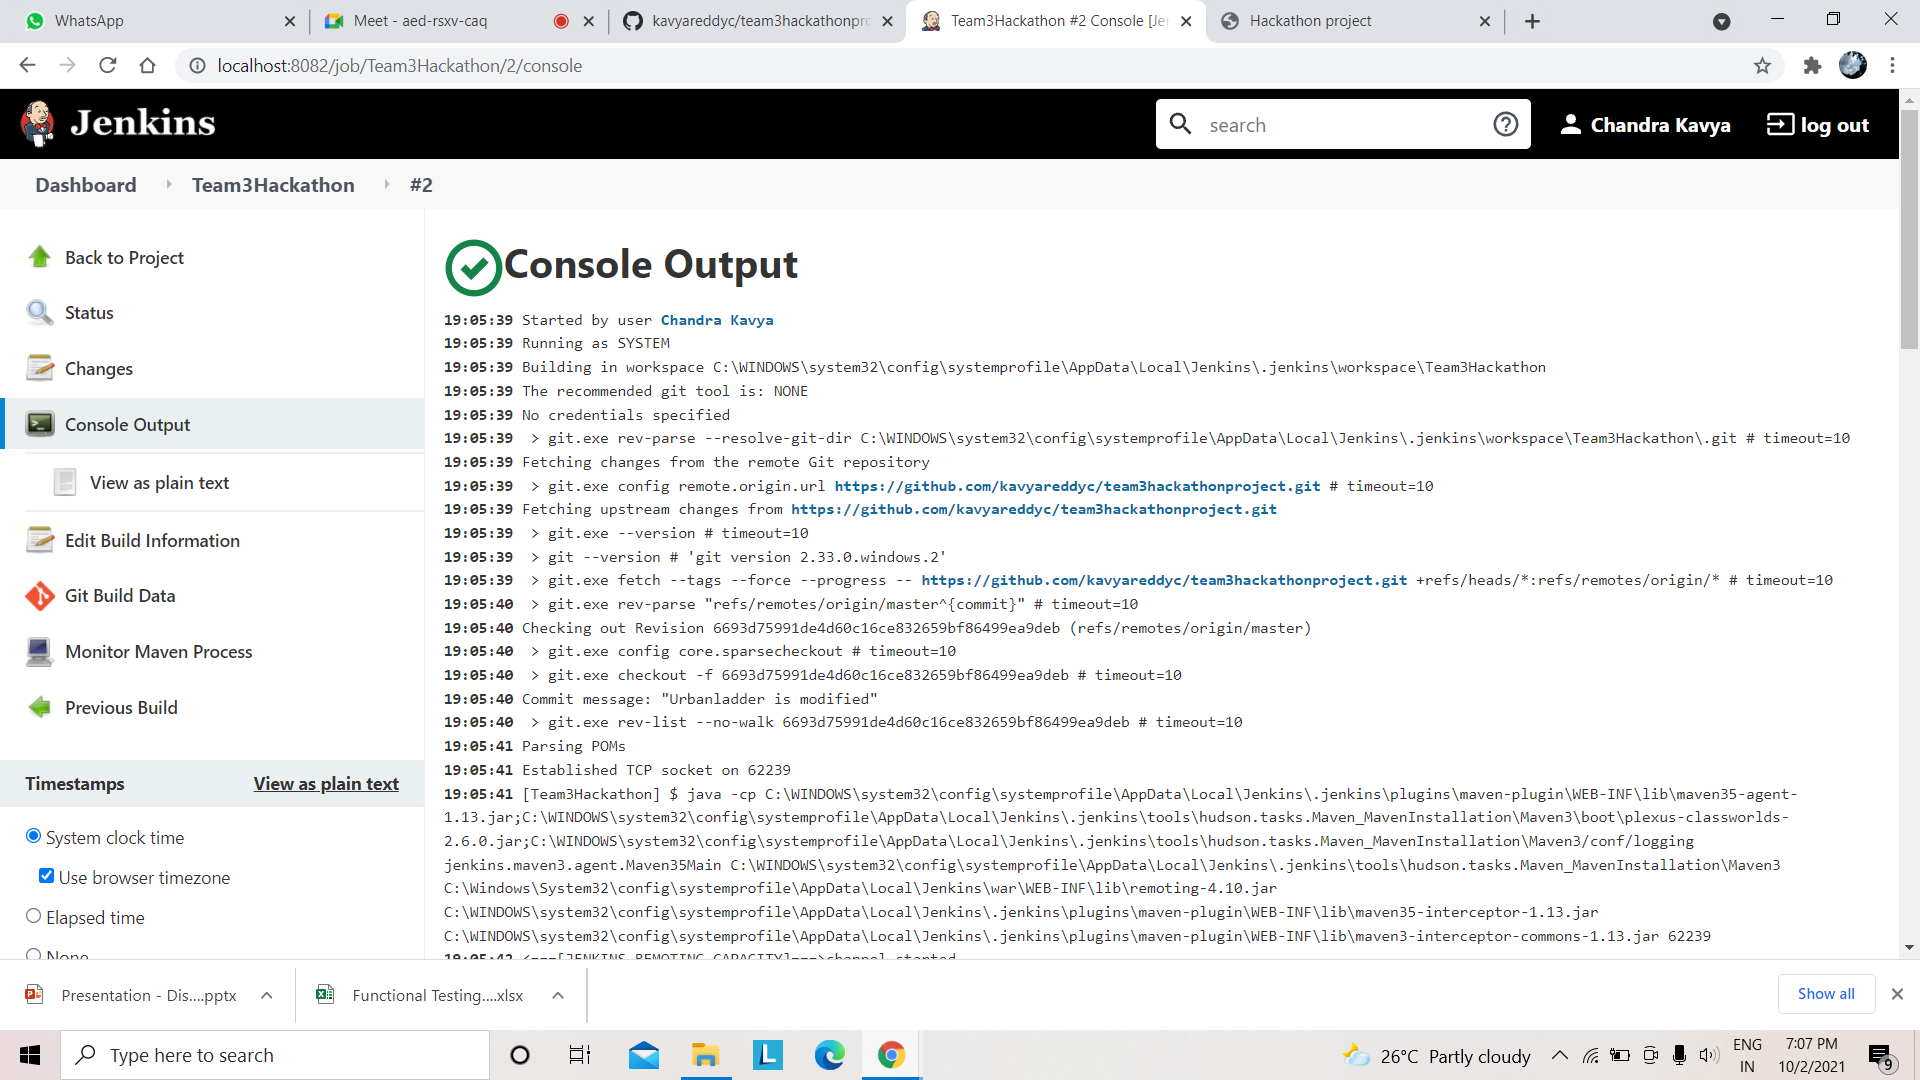 WhatsApp
Meet - aed-rsxv-caq
kavyareddyc/team3hackathonpro
Team3Hackathon #2 Console [Je
Hackathon project
localhost:8082/job/Team3Hackathon/2/console
Jenkins
search
Chandra Kavya
log out
Dashboard
Team3Hackathon
#2
Back to Project
Status
Changes
Console Output
View as plain text
Edit Build Information
Git Build Data
Monitor Maven Process
Previous Build
Timestamps
View as plain text
System clock time
Use browser timezone
Elapsed time
None
Console Output
19:05:39 Started by user Chandra Kavya
19:05:39 Running as SYSTEM
19:05:39 Building in workspace C:\WINDOWS\system32\config\systemprofile\AppData\Local\Jenkins\.jenkins\workspace\Team3Hackathon
19:05:39 The recommended git tool is: NONE
19:05:39 No credentials specified
19:05:39  > git.exe rev-parse --resolve-git-dir C:\WINDOWS\system32\config\systemprofile\AppData\Local\Jenkins\.jenkins\workspace\Team3Hackathon\.git # timeout=10
19:05:39 Fetching changes from the remote Git repository
19:05:39  > git.exe config remote.origin.url https://github.com/kavyareddyc/team3hackathonproject.git # timeout=10
19:05:39 Fetching upstream changes from https://github.com/kavyareddyc/team3hackathonproject.git
19:05:39  > git.exe --version # timeout=10
19:05:39  > git --version # 'git version 2.33.0.windows.2'
19:05:39  > git.exe fetch --tags --force --progress -- https://github.com/kavyareddyc/team3hackathonproject.git +refs/heads/*:refs/remotes/origin/* # timeout=10
19:05:40  > git.exe rev-parse "refs/remotes/origin/master^{commit}" # timeout=10
19:05:40 Checking out Revision 6693d75991de4d60c16ce832659bf86499ea9deb (refs/remotes/origin/master)
19:05:40  > git.exe config core.sparsecheckout # timeout=10
19:05:40  > git.exe checkout -f 6693d75991de4d60c16ce832659bf86499ea9deb # timeout=10
19:05:40 Commit message: "Urbanladder is modified"
19:05:40  > git.exe rev-list --no-walk 6693d75991de4d60c16ce832659bf86499ea9deb # timeout=10
19:05:41 Parsing POMs
19:05:41 Established TCP socket on 62239
19:05:41 [Team3Hackathon] $ java -cp C:\WINDOWS\system32\config\systemprofile\AppData\Local\Jenkins\.jenkins\plugins\maven-plugin\WEB-INF\lib\maven35-agent-
1.13.jar;C:\WINDOWS\system32\config\systemprofile\AppData\Local\Jenkins\.jenkins\tools\hudson.tasks.Maven_MavenInstallation\Maven3\boot\plexus-classworlds-
2.6.0.jar;C:\WINDOWS\system32\config\systemprofile\AppData\Local\Jenkins\.jenkins\tools\hudson.tasks.Maven_MavenInstallation\Maven3/conf/logging
jenkins.maven3.agent.Maven35Main C:\WINDOWS\system32\config\systemprofile\AppData\Local\Jenkins\.jenkins\tools\hudson.tasks.Maven_MavenInstallation\Maven3
C:\Windows\System32\config\systemprofile\AppData\Local\Jenkins\war\WEB-INF\lib\remoting-4.10.jar
C:\WINDOWS\system32\config\systemprofile\AppData\Local\Jenkins\.jenkins\plugins\maven-plugin\WEB-INF\lib\maven35-interceptor-1.13.jar
C:\WINDOWS\system32\config\systemprofile\AppData\Local\Jenkins\.jenkins\plugins\maven-plugin\WEB-INF\lib\maven3-interceptor-commons-1.13.jar 62239
19:05:42 <===[JENKINS REMOTING CAPACITY]===>channel started
Presentation - Dis....pptx
Functional Testing....xlsx
Show all
Type here to search
26°C Partly cloudy
ENG
IN
7:07 PM
10/2/2021
9